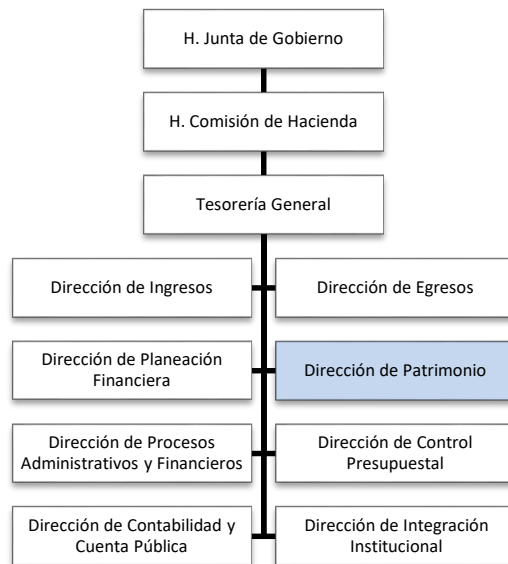 H. Junta de Gobierno
H. Comisión de Hacienda
Tesorería General
Dirección de Ingresos
Dirección de Egresos
Dirección de Planeación
Financiera
Dirección de Patrimonio
Dirección de Procesos
Administrativos y Financieros
Dirección de Control
Presupuestal
Dirección de Contabilidad y
Cuenta Pública
Dirección de Integración
Institucional